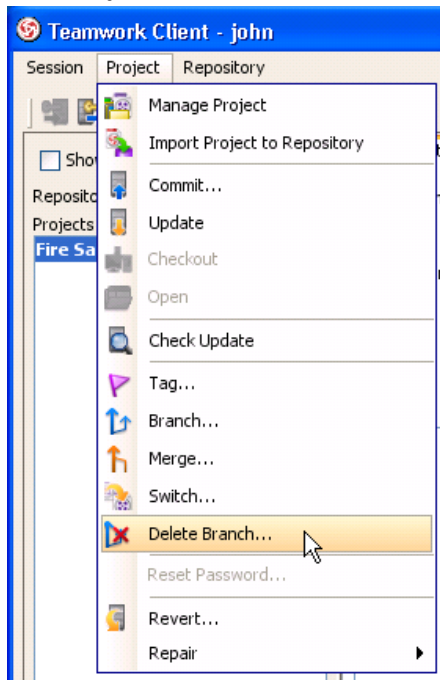 Teamwork Client - john
Session Project Repository
Manage Project
Import Project to Repository
Sho
Commit...
Reposito
Update
Projects
Fire Sa
Checkout
Open
Check Update
Tag...
Branch...
Merge...
Switch...
Delete Branch...
Reset Password...
Revert...
Repair